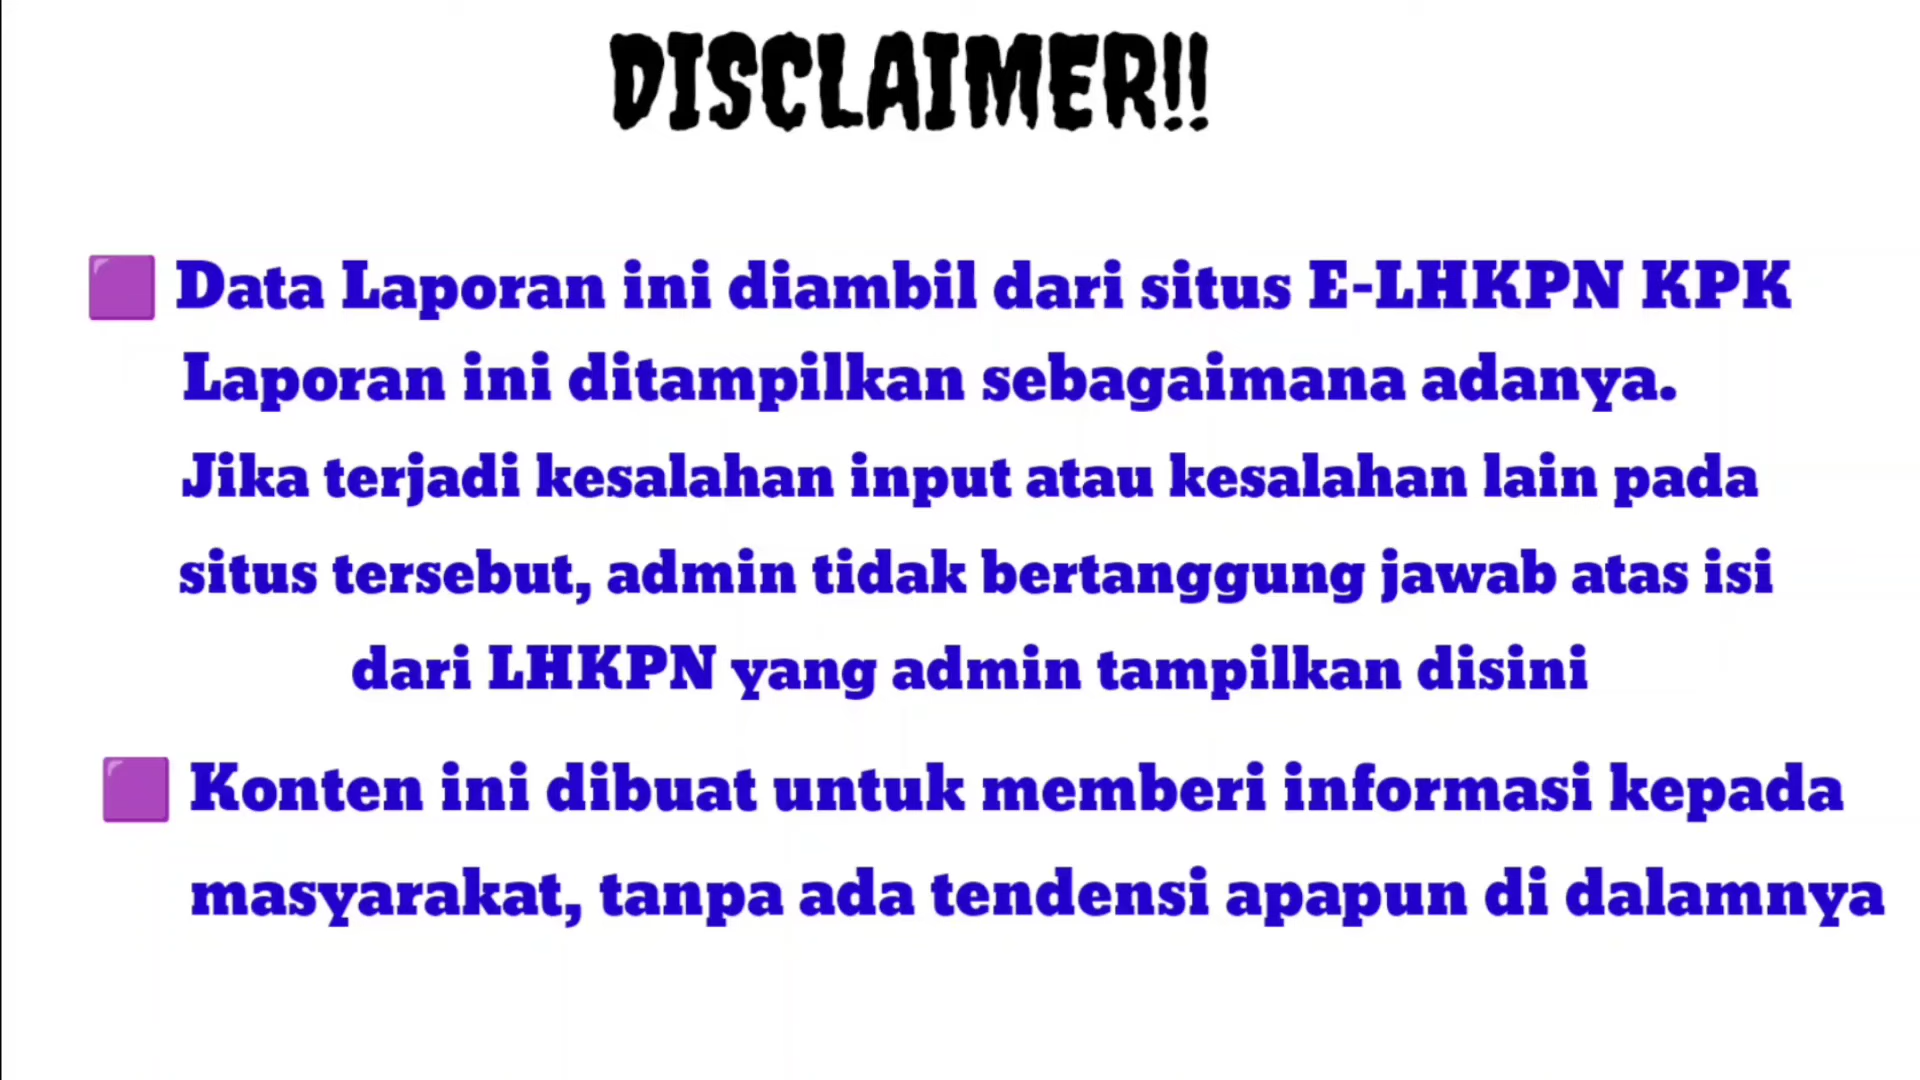 DISCLAIMER!!
Data Laporan ini diambil dari situs E-LHKPN KPK
Laporan ini ditampilkan sebagaimana adanya.
Jika terjadi kesalahan input atau kesalahan lain pada
situs tersebut, admin tidak bertanggung jawab atas isi
dari LHKPN yang admin tampilkan disini
Konten ini dibuat untuk memberi informasi kepada
masyarakat, tanpa ada tendensi apapun di dalamnya